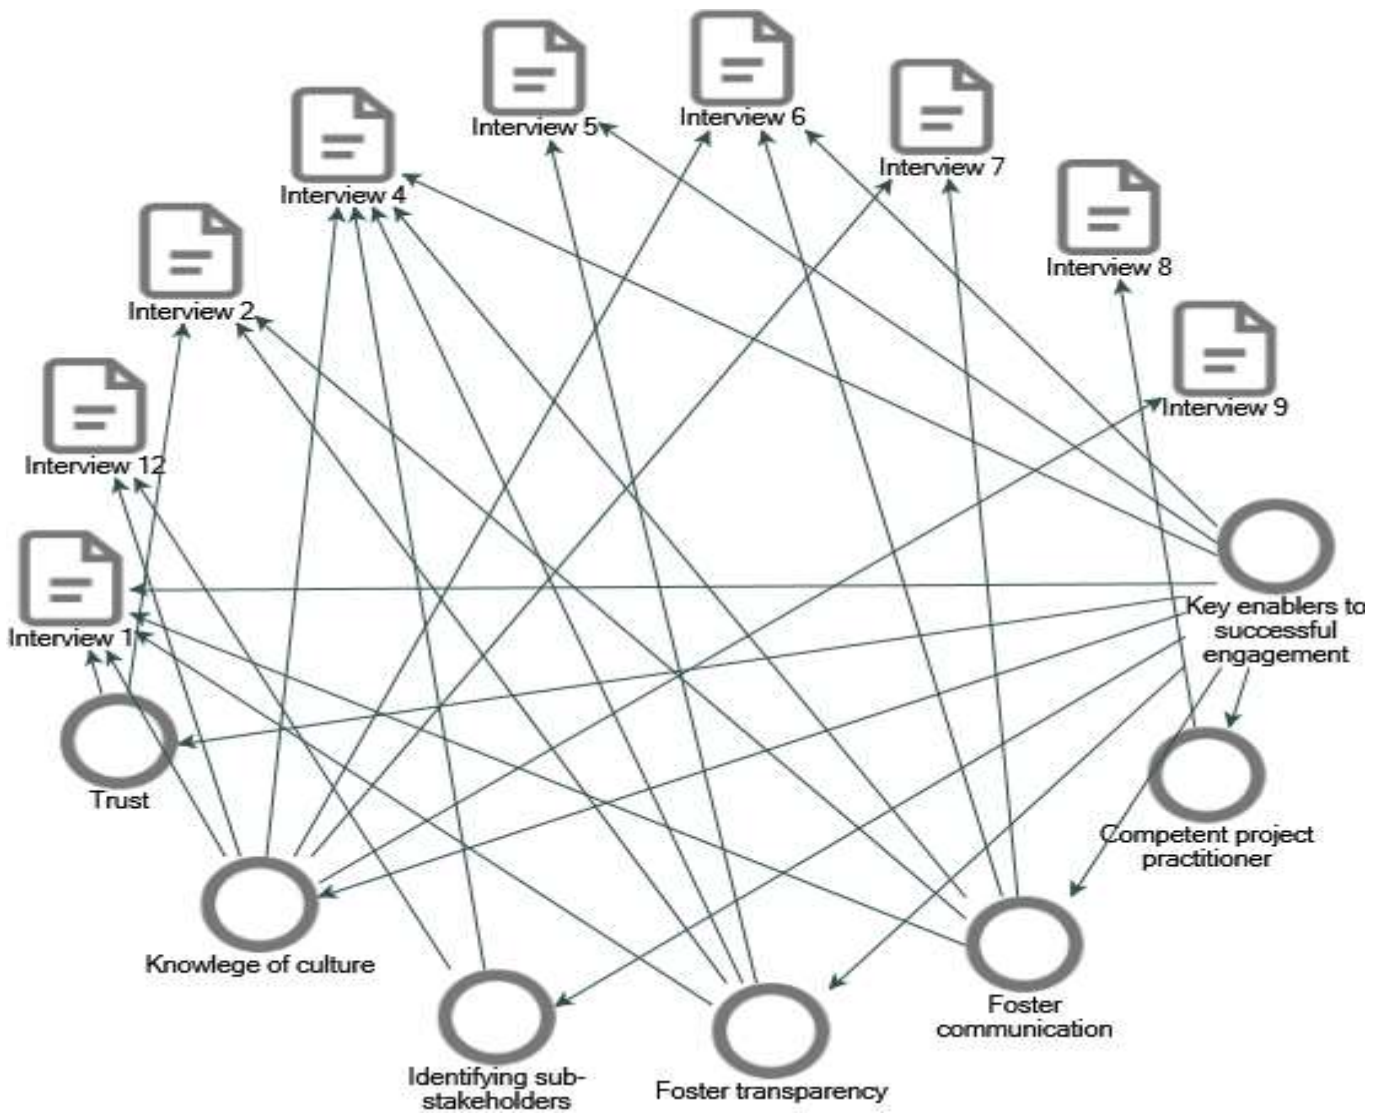 Interview 6
Interview 5
Interview 7
Interview 4
Interview 8
Interview 2
Interview 9
Interview 12
Key enablers to
successful
engagement
Interview 1
Trust
Competent project
practitioner
Knowlege of culture
Foster
communication
Identifying sub-
stakeholders
Foster transparency